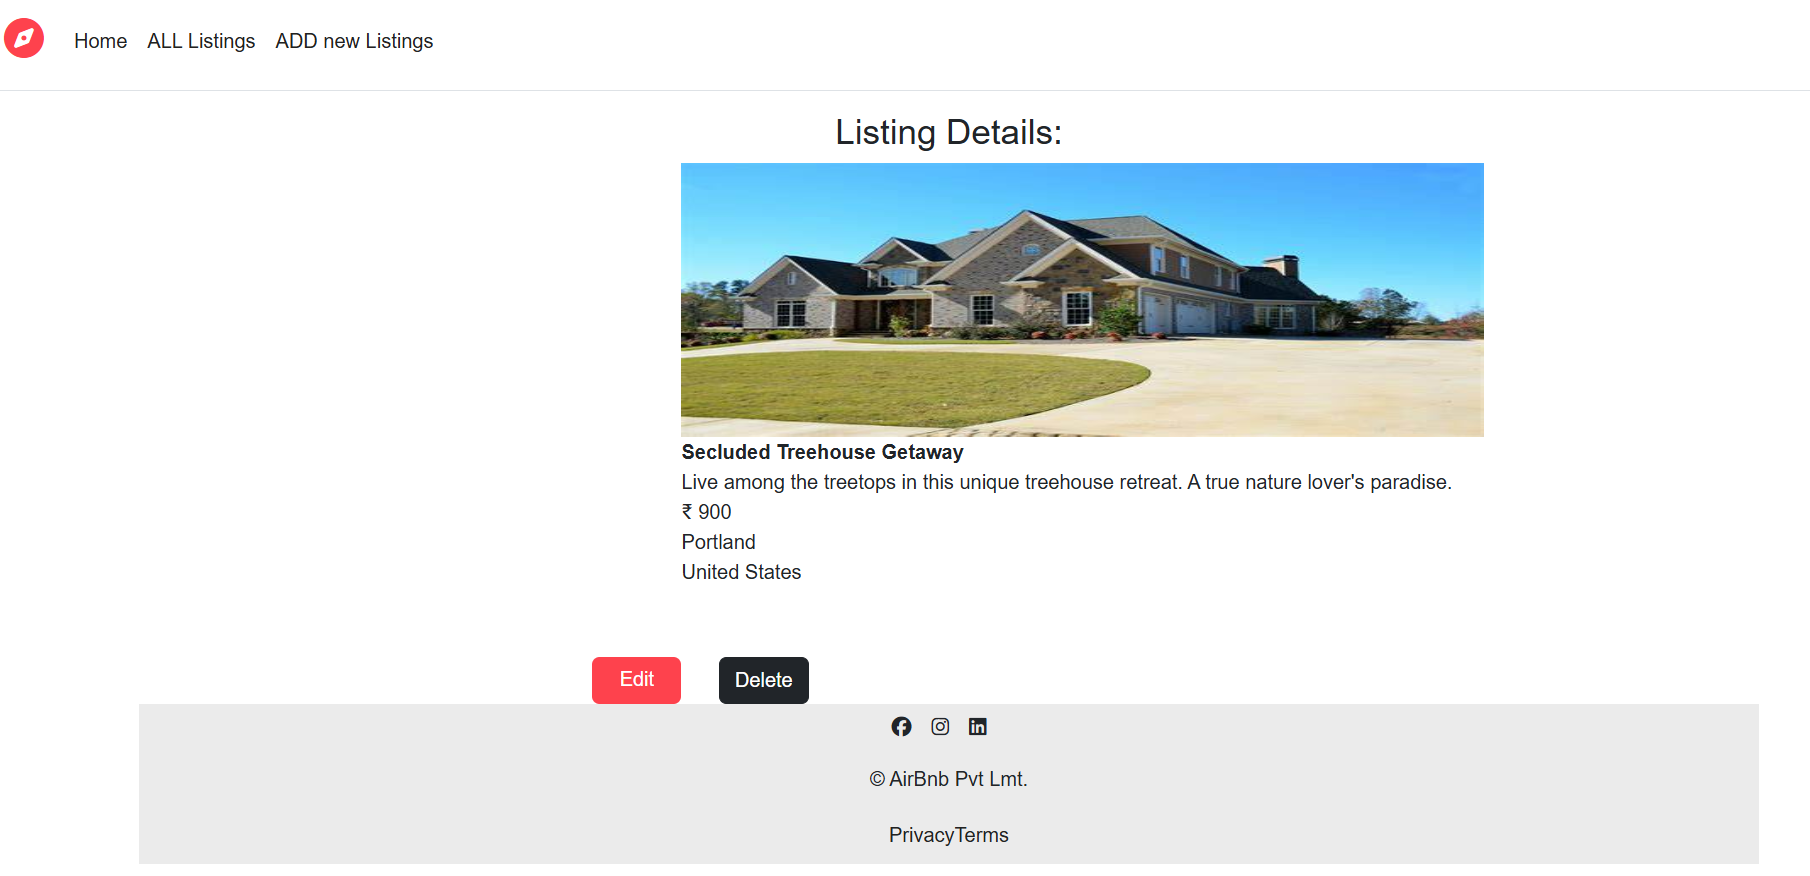 Home ALL Listings ADD new Listings
Listing Details:
Secluded Treehouse Getaway
Live among the treetops in this unique treehouse retreat. A true nature lover's paradise.
₹ 900
Portland
United States
Edit Delete
© AirBnb Pvt Lmt.
PrivacyTerms